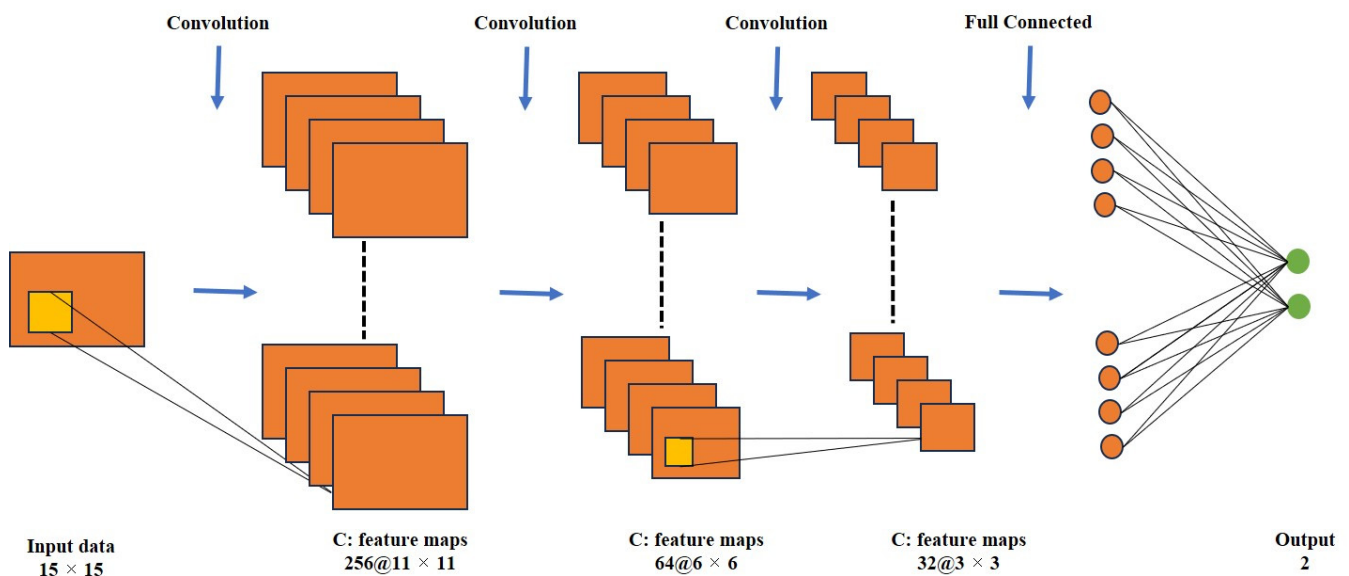 Convolution
Convolution
Convolution
Full Connected
Input data
15 × 15
C: feature maps
256@11 × 11
C: feature maps
64@6 × 6
C: feature maps
32@3 × 3
Output
2